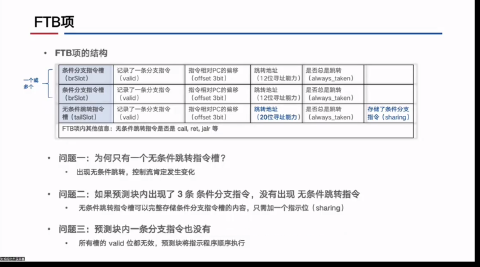 FTB项
• FTB项的结构
一个或
多个
条件分支指令槽 记录了一条分支指令 指令相对PC的偏移 跳转地址 是否总是跳转
(brSlot) (valid) (offset 3bit) (12位寻址能力) (always_taken)
条件分支指令槽 记录了一条分支指令 指令相对PC的偏移 跳转地址 是否总是跳转
(brSlot) (valid) (offset 3bit) (12位寻址能力) (always_taken)
无条件跳转指令槽 记录了一条分支指令 指令相对PC的偏移 跳转地址 是否总是跳转 存储了条件分支
(tailSlot) (valid) (offset 3bit) (20位寻址能力) (always_taken) 指令 (sharing)
FTB项内其他信息：无条件跳转指令是否是 call, ret, jalr 等
• 问题一：为何只有一个无条件跳转指令槽？
• 出现无条件跳转，控制流肯定发生变化
• 问题二：如果预测块内出现了 3 条 条件分支指令，没有出现 无条件跳转指令
• 无条件跳转指令槽可以完整存储条件分支指令槽的内容，只需加一个指示位 (sharing)
• 问题三：预测块内一条分支指令也没有
• 所有槽的 valid 位都无效，预测块将指示程序顺序执行